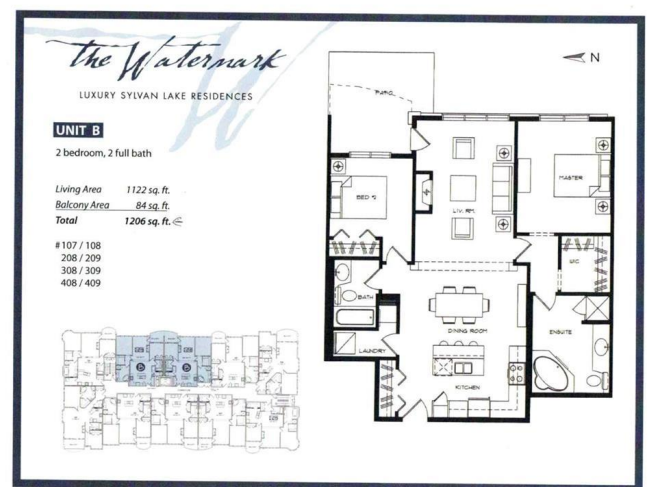 The Watermark
LUXURY SYLVAN LAKE RESIDENCES
UNIT B
2 bedroom, 2 full bath
Living Area 1122 sq. ft.
Balcony Area 84 sq. ft.
Total 1206 sq. ft.
#107 / 108
208 / 209
308 / 309
408 / 409
N
PATIO
MASTER
BED
LIV. RM.
WIC
BATH
DINING ROOM
ENSUITE
LAUNDRY
KITCHEN